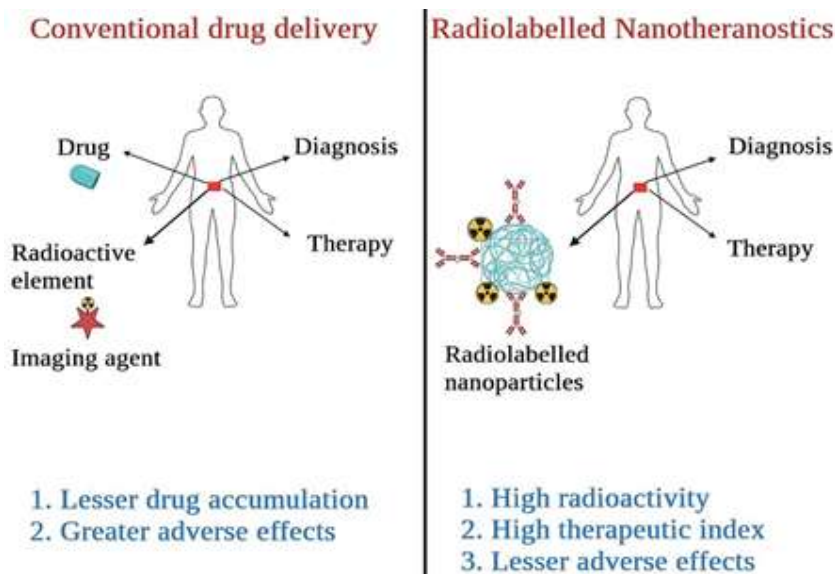 Conventional drug delivery
Drug
Diagnosis
Radioactive
element
Therapy
Imaging agent
1. Lesser drug accumulation
2. Greater adverse effects
Radiolabelled Nanotheranostics
Diagnosis
Therapy
Radiolabelled
nanoparticles
1. High radioactivity
2. High therapeutic index
3. Lesser adverse effects